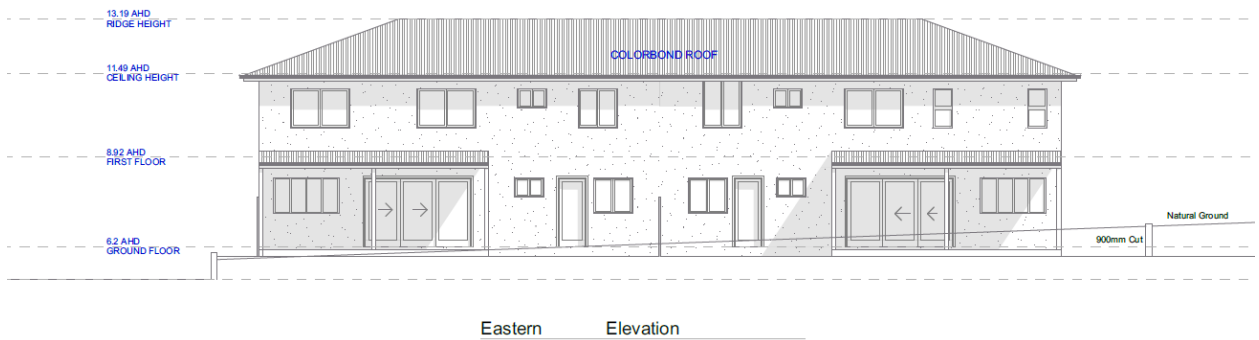 13.19 AHD
RIDGE HEIGHT
COLORBOND ROOF
11.49 AHD
CEILING HEIGHT
8.92 AHD
FIRST FLOOR
Natural Ground
900mm Cut
6.2 AHD
GROUND FLOOR
Eastern Elevation